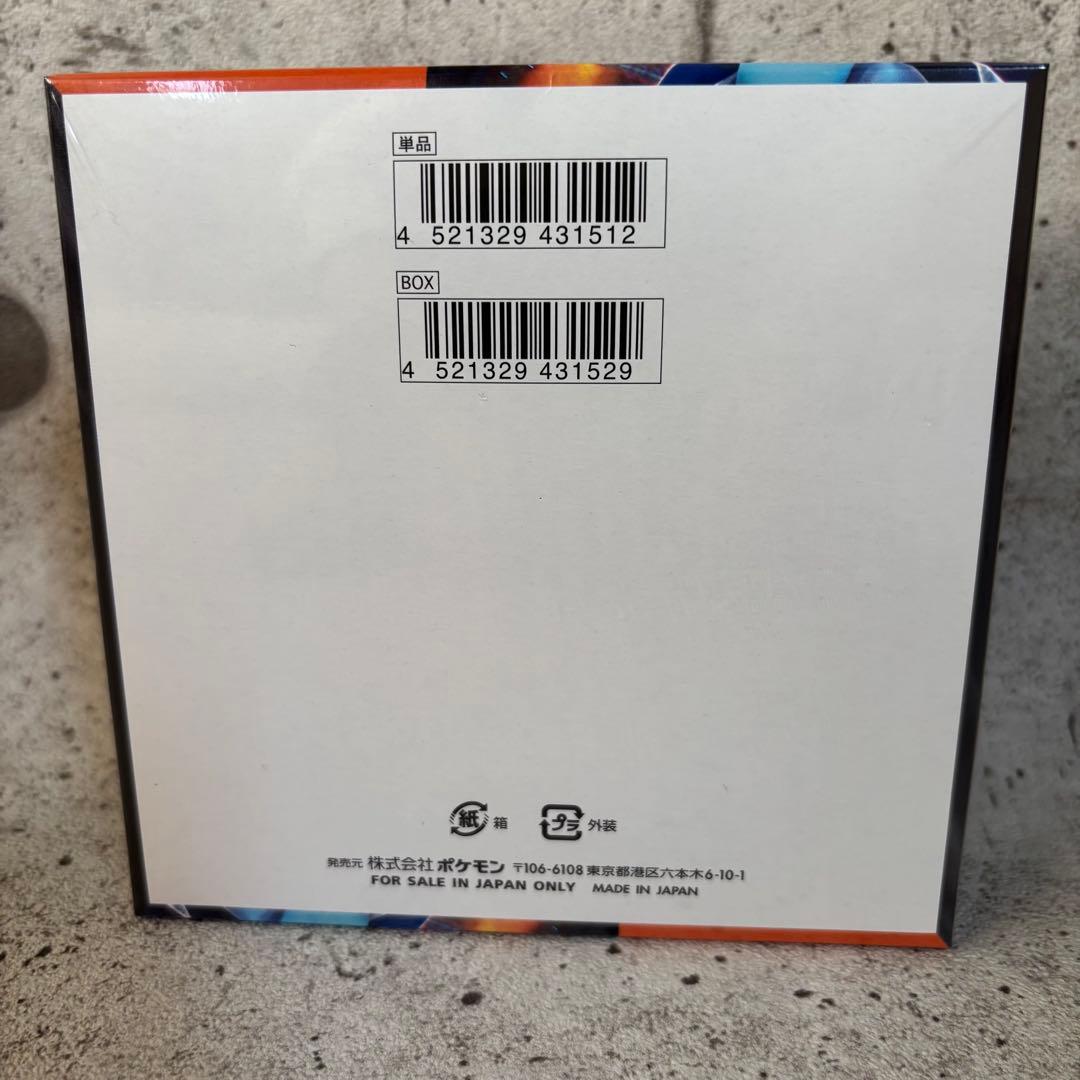 単品
4 521329 431512
BOX
4 521329 431529
紙 箱 プラ 外装
発売元 株式会社 ポケモン 〒106-6108 東京都港区六本木6-10-1
FOR SALE IN JAPAN ONLY MADE IN JAPAN